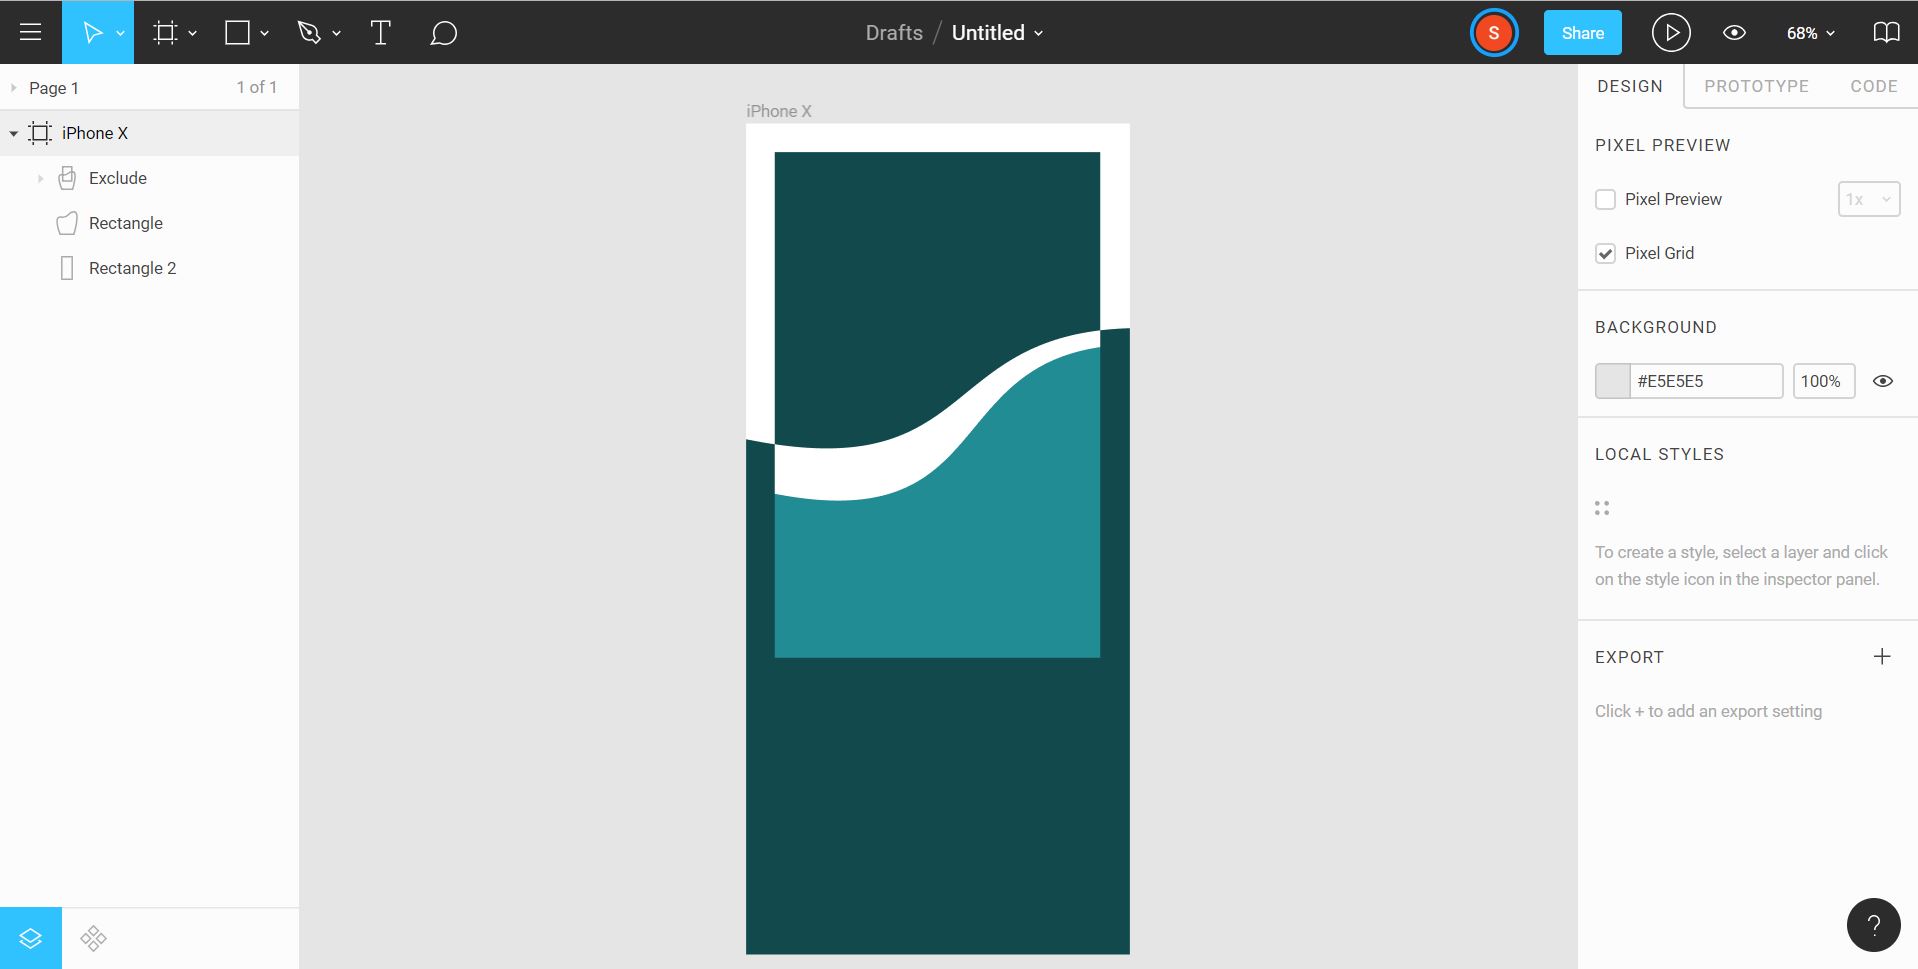 Drafts / Untitled
S
Share
68%
Page 1
1 of 1
iPhone X
Exclude
Rectangle
Rectangle 2
iPhone X
DESIGN
PROTOTYPE
CODE
PIXEL PREVIEW
Pixel Preview
1x
Pixel Grid
BACKGROUND
#E5E5E5
100%
LOCAL STYLES
To create a style, select a layer and click
on the style icon in the inspector panel.
EXPORT
+
Click + to add an export setting
?